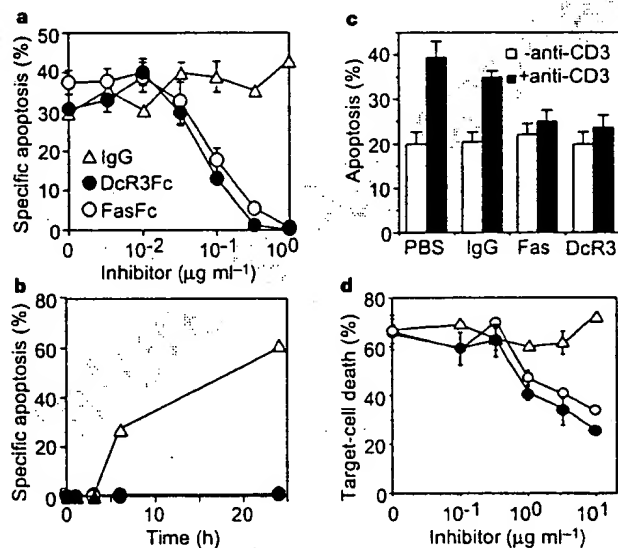 a
Specific apoptosis (%)
50
40
30
20
10
0
IgG
DcR3Fc
FasFc
0 10⁻² 10⁻¹ 10⁰
Inhibitor (µg ml⁻¹)
b
Specific apoptosis (%)
80
60
40
20
0
0 10 20
Time (h)
c
Apoptosis (%)
50
40
30
20
10
0
-anti-CD3
+anti-CD3
PBS IgG Fas DcR3
d
Target-cell death (%)
80
60
40
20
0
0 10⁻¹ 10⁰ 10¹
Inhibitor (µg ml⁻¹)